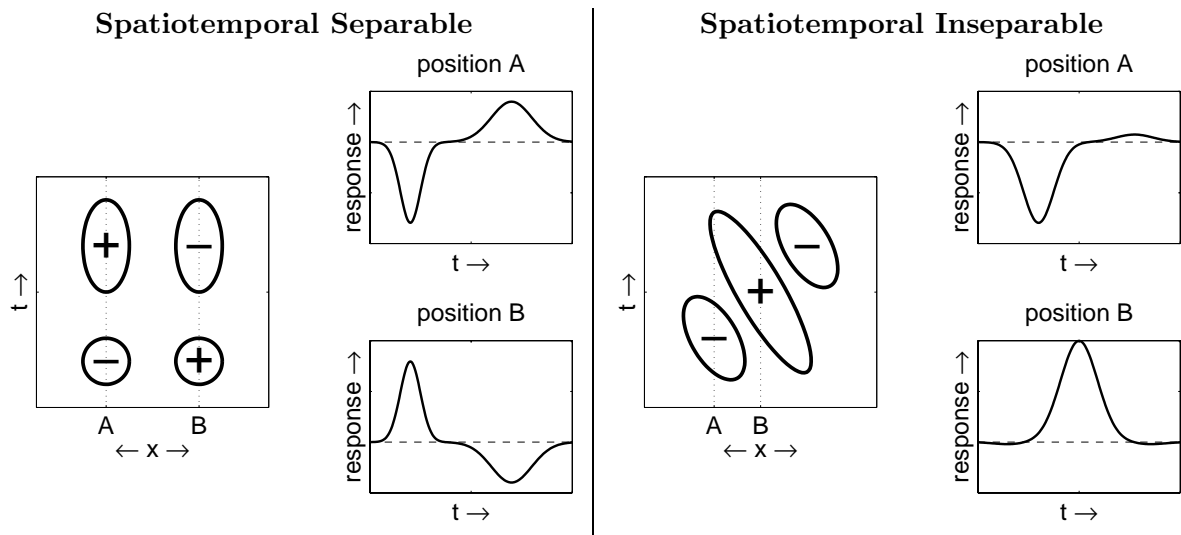 Spatiotemporal Separable
position A
response →
t →
+ −
− +
t →
A B
← x →
position B
response →
t →
Spatiotemporal Inseparable
position A
response →
t →
−
+
−
t →
A B
← x →
position B
response →
t →